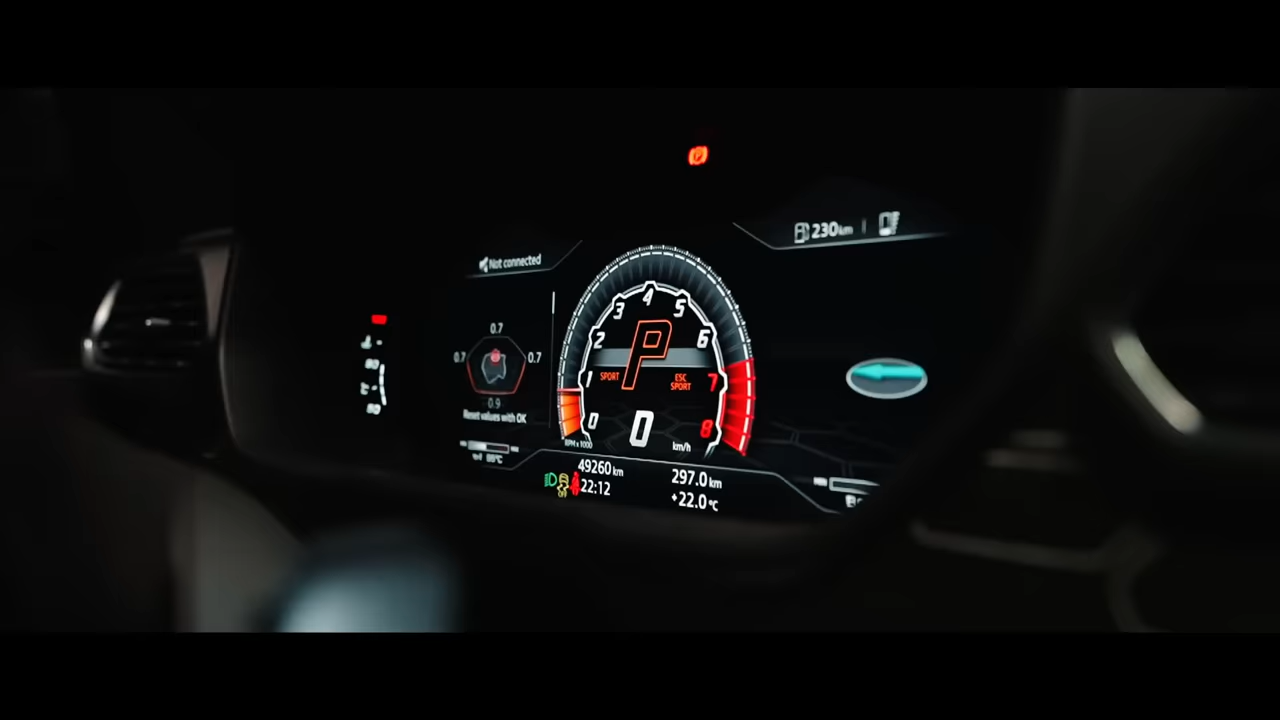 230km
Not connected
0.7
0.7
0.7
0.9
Reset values with OK
0
1
2
3
4
5
6
7
8
P
SPORT
ESC
SPORT
0
RPM x 1000
km/h
49260 km
297.0 km
22:12
+22.0 °C
OFF